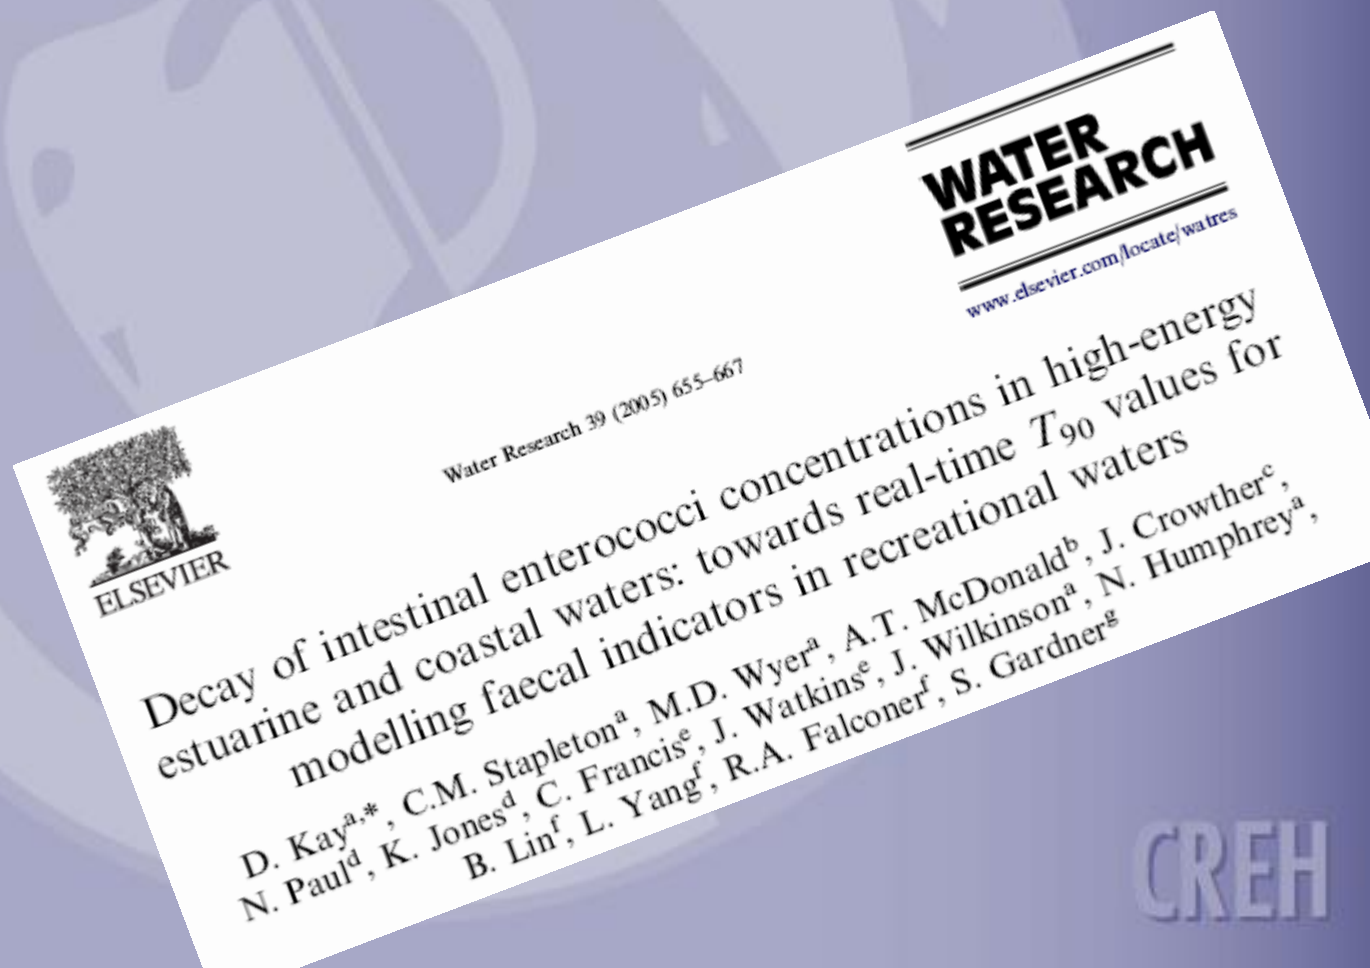 WATER
RESEARCH
www.elsevier.com/locate/watres
ELSEVIER
Water Research 39 (2005) 655–667
Decay of intestinal enterococci concentrations in high-energy
estuarine and coastal waters: towards real-time T90 values for
modelling faecal indicators in recreational waters
D. Kaya,*, C.M. Stapletona, M.D. Wyera, A.T. McDonaldb, J. Crowtherc,
N. Pauld, K. Jonesd, C. Francise, J. Watkinse, J. Wilkinsona, N. Humphreya,
B. Linf, L. Yangf, R.A. Falconerf, S. Gardnerg
CREH